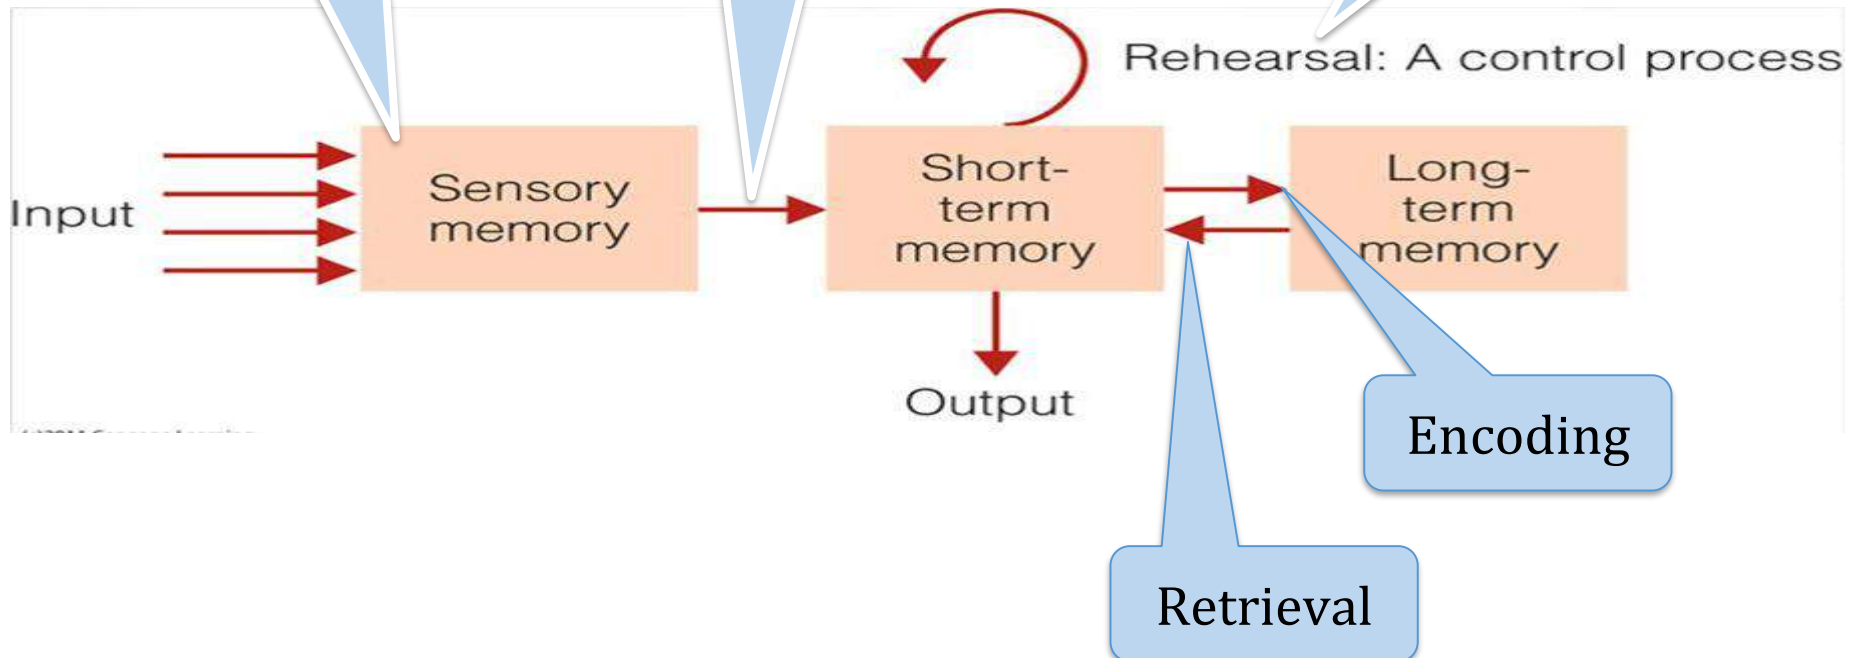 Rehearsal: A control process
Input
Sensory
memory
Short-
term
memory
Long-
term
memory
Output
Encoding
Retrieval